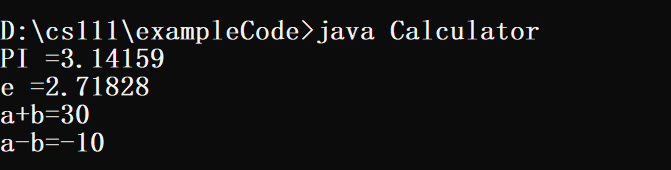 D:\cs111\exampleCode>java Calculator
PI =3.14159
e =2.71828
a+b=30
a-b=-10